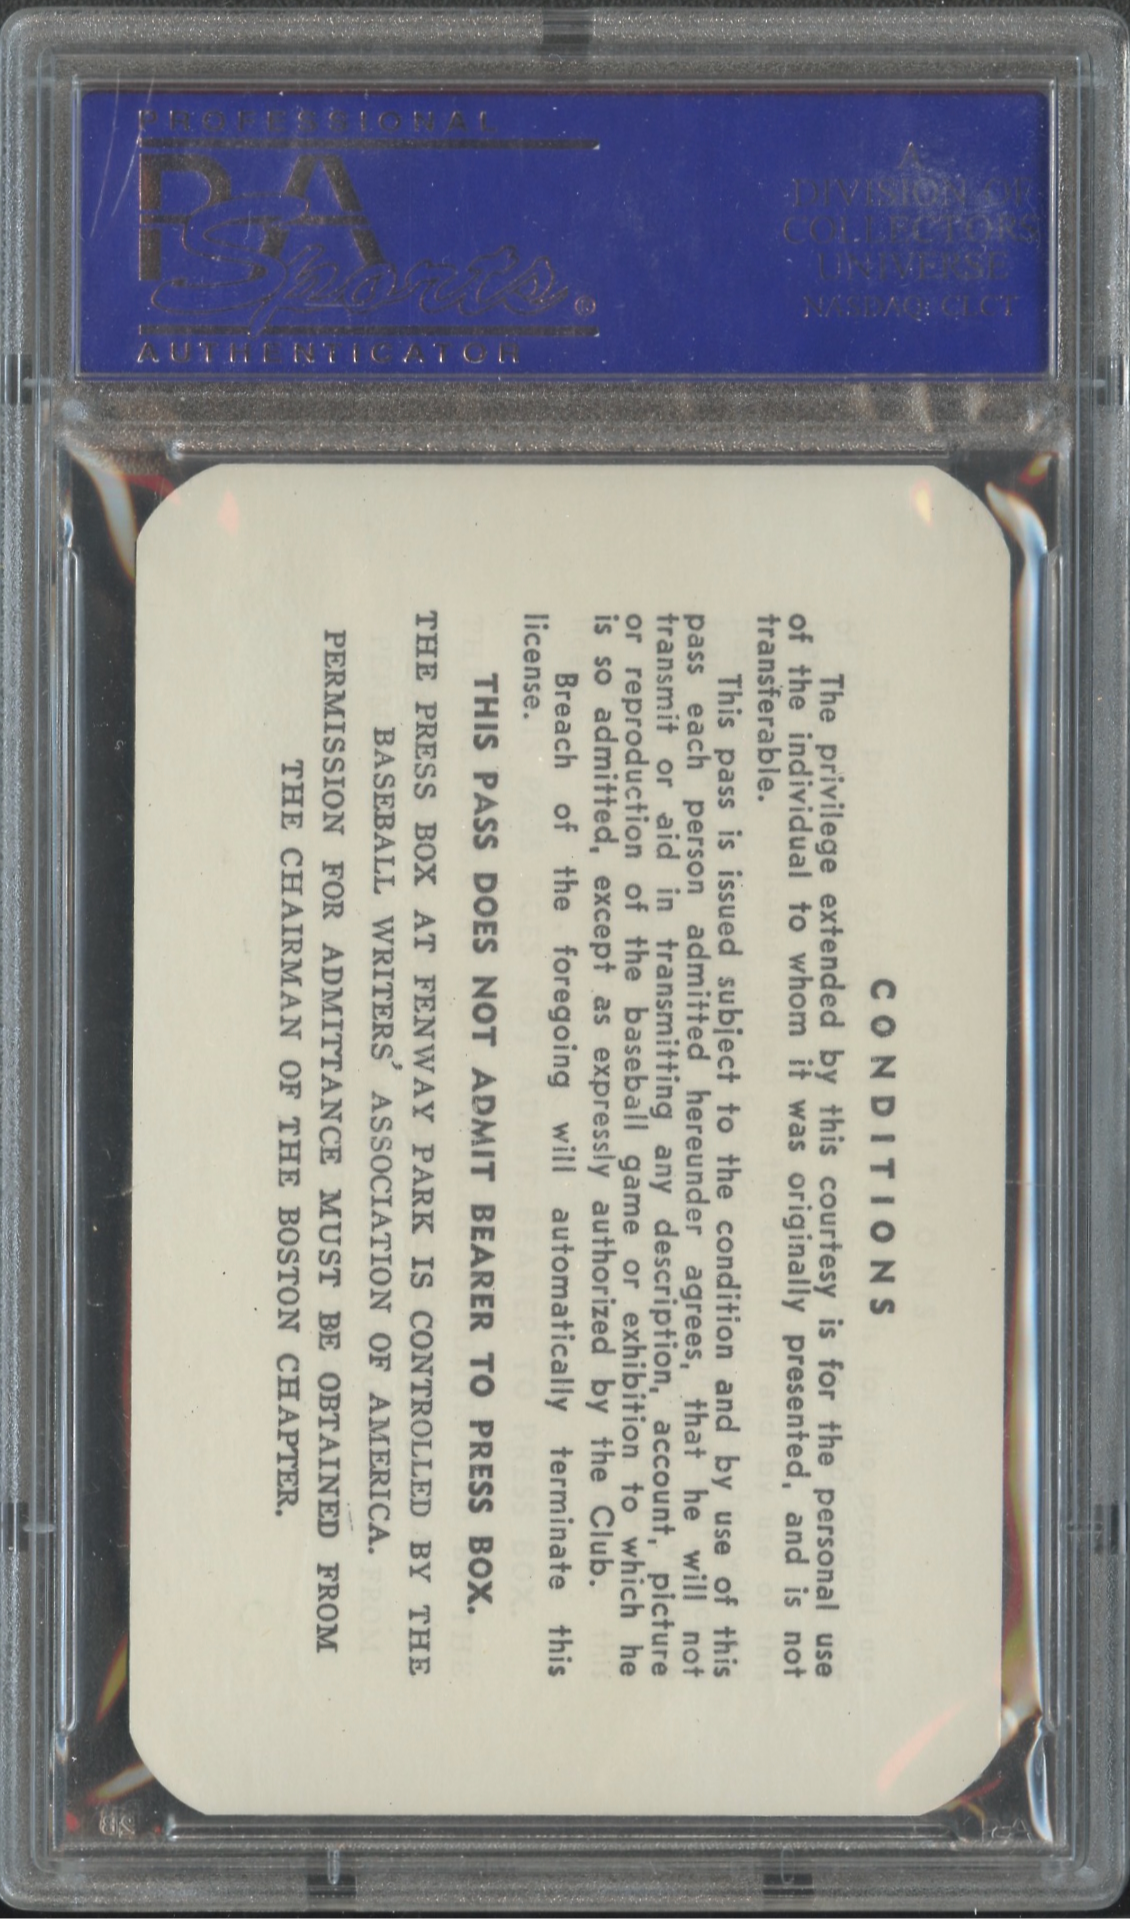 PROFESSIONAL
PSA
Sports®
AUTHENTICATOR
A
DIVISION OF
COLLECTORS
UNIVERSE
NASDAQ: CLCT
CONDITIONS
The privilege extended by this courtesy is for the personal use
of the individual to whom it was originally presented, and is not
transferable.
This pass is issued subject to the condition and by use of this
pass each person admitted hereunder agrees, that he will not
transmit or aid in transmitting any description, account, picture
or reproduction of the baseball game or exhibition to which he
is so admitted, except as expressly authorized by the Club.
Breach of the foregoing will automatically terminate this
license.
THIS PASS DOES NOT ADMIT BEARER TO PRESS BOX.
THE PRESS BOX AT FENWAY PARK IS CONTROLLED BY THE
BASEBALL WRITERS' ASSOCIATION OF AMERICA.
PERMISSION FOR ADMITTANCE MUST BE OBTAINED FROM
THE CHAIRMAN OF THE BOSTON CHAPTER.